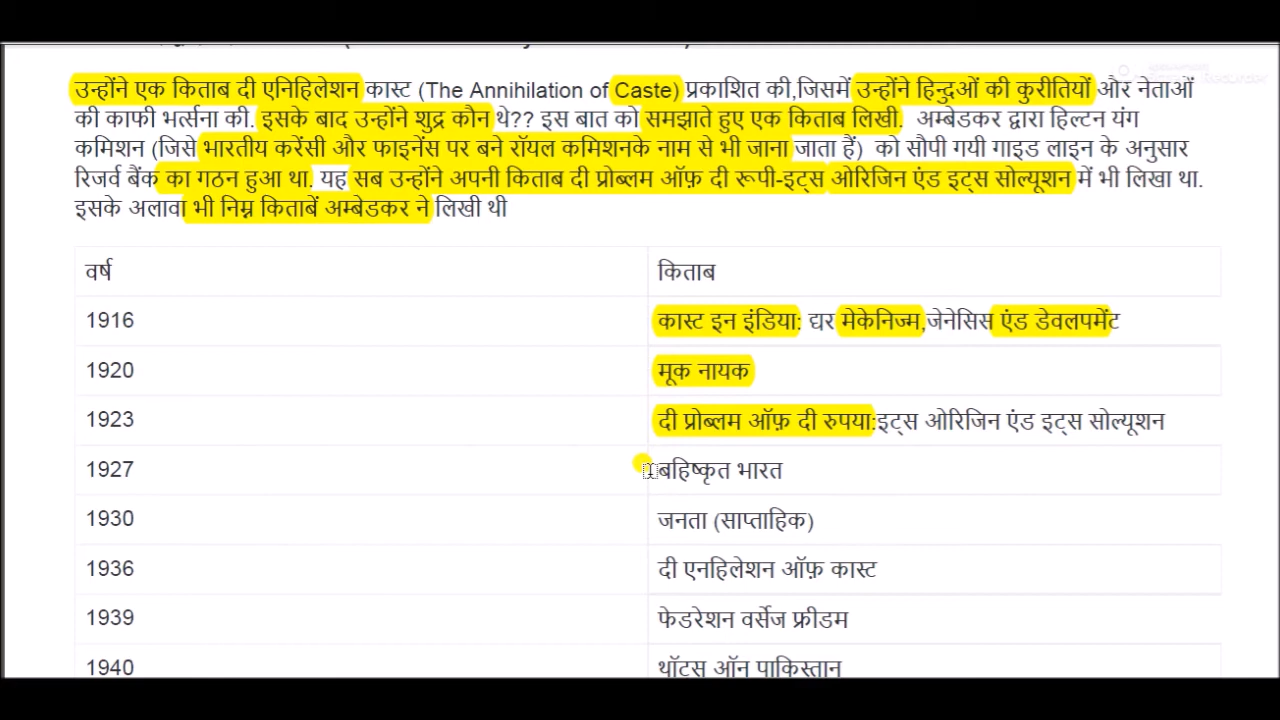 उन्होंने एक किताब दी एनिहिलेशन कास्ट (The Annihilation of Caste) प्रकाशित की,जिसमें उन्होंने हिन्दुओं की कुरीतियों और नेताओं
की काफी भर्त्सना की. इसके बाद उन्होंने शुद्र कौन थे?? इस बात को समझाते हुए एक किताब लिखी. अम्बेडकर द्वारा हिल्टन यंग
कमिशन (जिसे भारतीय करेंसी और फाइनेंस पर बने रॉयल कमिशनके नाम से भी जाना जाता हैं) को सौपी गयी गाइड लाइन के अनुसार
रिजर्व बैंक का गठन हुआ था. यह सब उन्होंने अपनी किताब दी प्रोब्लम ऑफ़ दी रूपी-इट्स ओरिजिन एंड इट्स सोल्यूशन में भी लिखा था.
इसके अलावा भी निम्न किताबें अम्बेडकर ने लिखी थी
वर्ष किताब
1916 कास्ट इन इंडिया: द्यर मेकेनिज्म,जेनेसिस एंड डेवलपमेंट
1920 मूक नायक
1923 दी प्रोब्लम ऑफ़ दी रुपया:इट्स ओरिजिन एंड इट्स सोल्यूशन
1927 बहिष्कृत भारत
1930 जनता (साप्ताहिक)
1936 दी एनहिलेशन ऑफ़ कास्ट
1939 फेडरेशन वर्सेज फ्रीडम
1940 थॉट्स ऑन पाकिस्तान